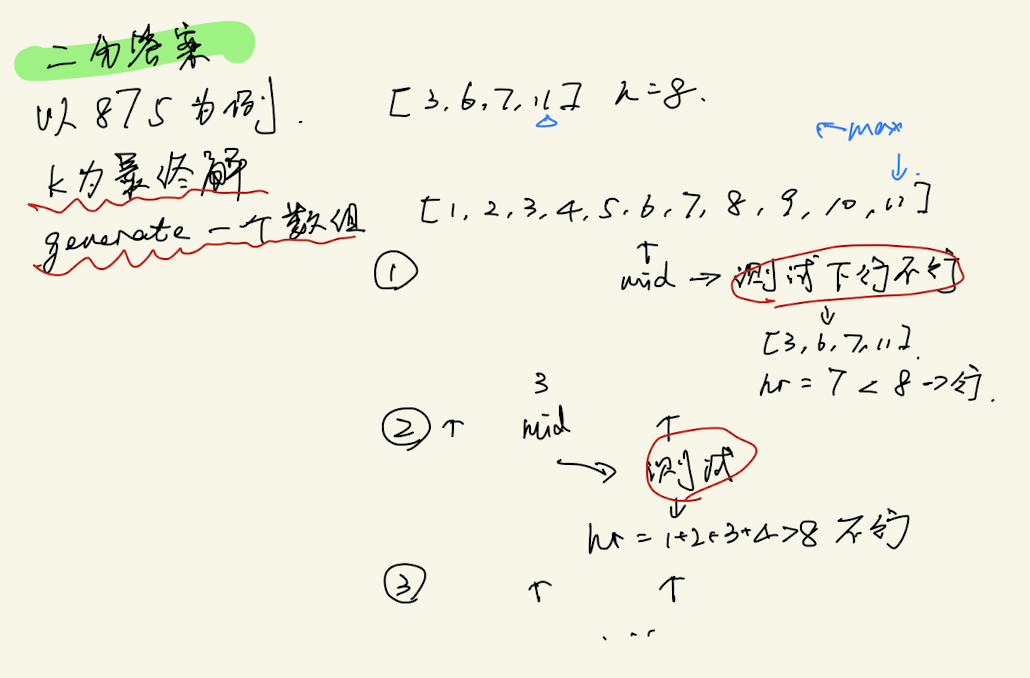 二分答案
以 875 为例.
[3, 6, 7, 11] h = 8.
k为最终解
← max
generate 一个数组
[1, 2, 3, 4, 5, 6, 7, 8, 9, 10, 11]
① mid → 测试下行不行
[3, 6, 7, 11].
hr = 7 < 8 → 行.
3
② ↑ mid ↑
→ 测试
hr = 1+2+3+4>8 不行
③ ↑ ↑
...